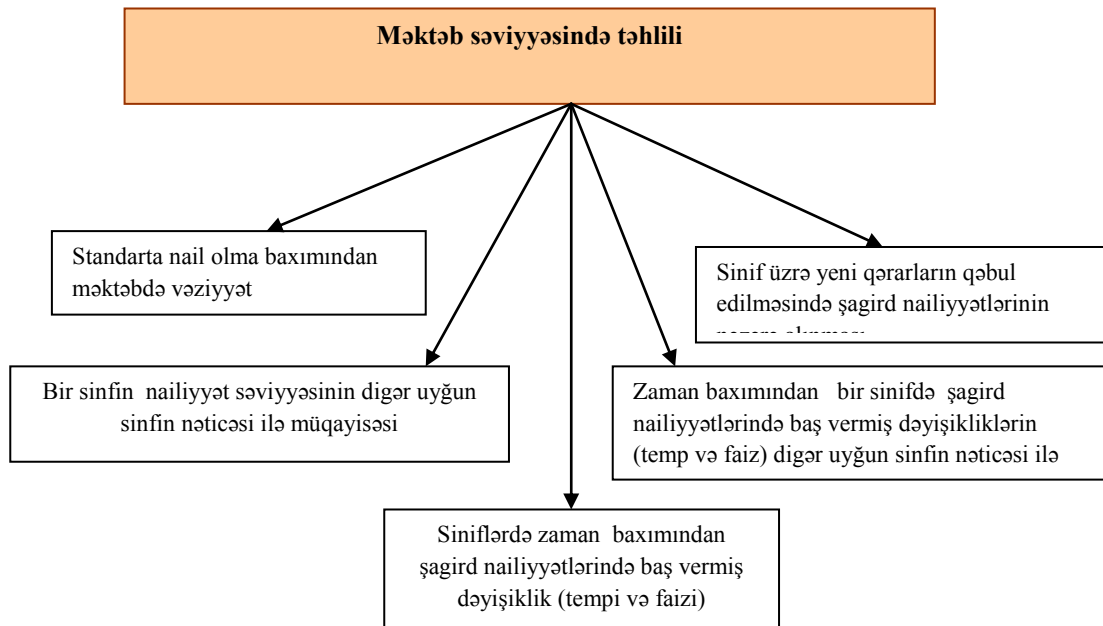 Məktəb səviyyəsində təhlili
Standarta nail olma baxımından
məktəbdə vəziyyət
Sinif üzrə yeni qərarların qəbul
edilməsində şagird nailiyyətlərinin
Bir sinfin nailiyyət səviyyəsinin digər uyğun
sinfin nəticəsi ilə müqayisəsi
Zaman baxımından bir sinifdə şagird
nailiyyətlərində baş vermiş dəyişikliklərin
(temp və faiz) digər uyğun sinfin nəticəsi ilə
Siniflərdə zaman baxımından
şagird nailiyyətlərində baş vermiş
dəyişiklik (tempi və faizi)